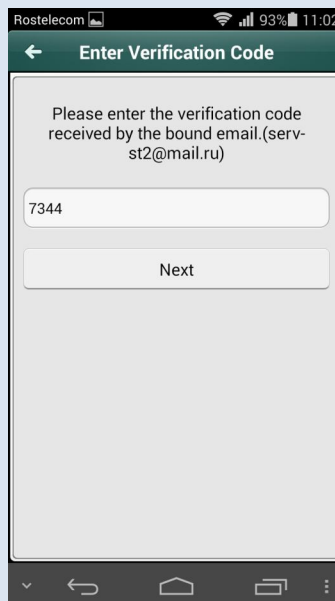 Rostelecom 93% 11:02
Enter Verification Code
Please enter the verification code
received by the bound email.(serv-
st2@mail.ru)
7344
Next